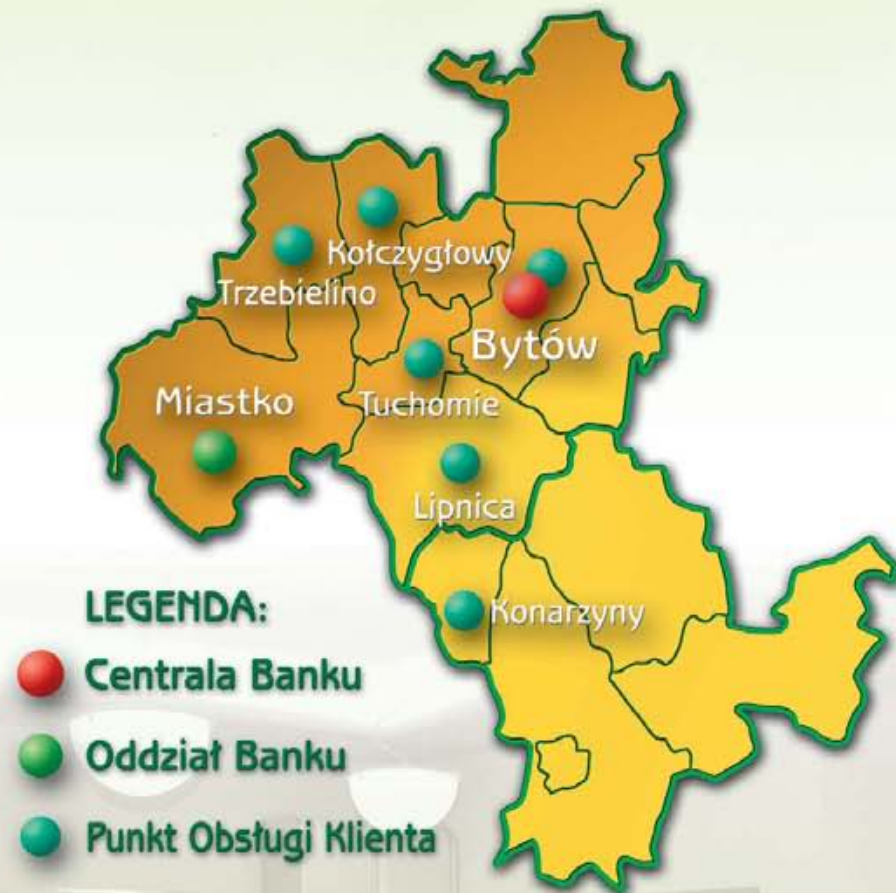 Kołczygłowy
Trzebielino
Bytów
Miastko
Tuchomie
Lipnica
Konarzyny
LEGENDA:
Centrala Banku
Oddział Banku
Punkt Obsługi Klienta